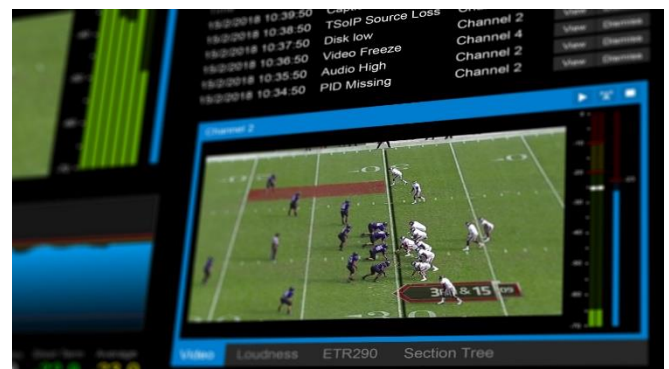 15/2/2018 10:39:50
15/2/2018 10:38:50 TSoIP Source Loss Channel 2 View Dismiss
15/2/2018 10:37:50 Disk low Channel 4 View Dismiss
15/2/2018 10:36:50 Video Freeze Channel 2 View Dismiss
15/2/2018 10:35:50 Audio High Channel 2
15/2/2018 10:34:50 PID Missing
Channel 2
3RD & 15
Video Loudness ETR290 Section Tree
Short Term Average